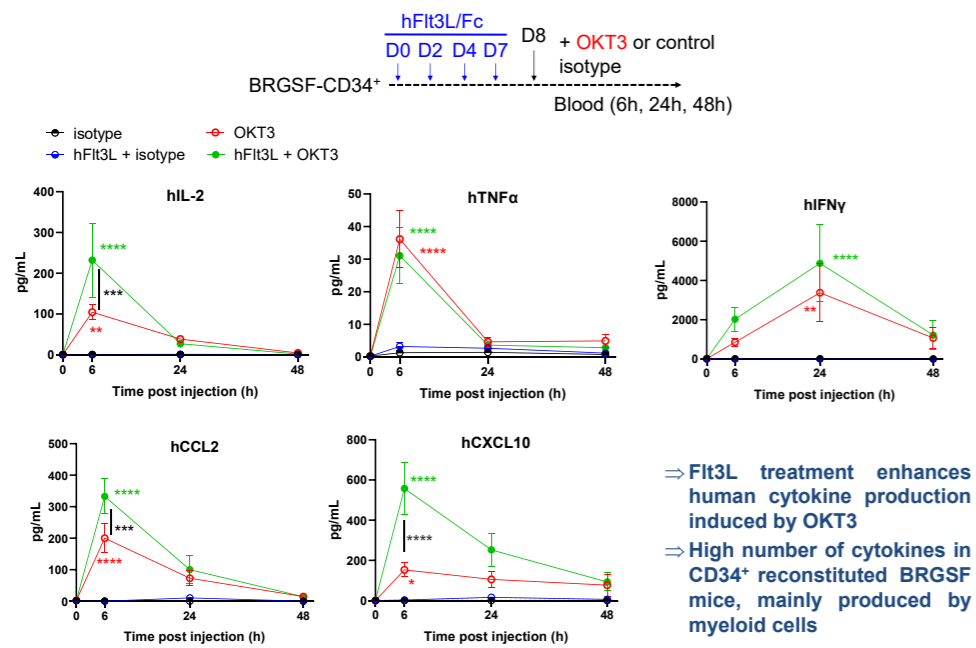 hFlt3L/Fc
D0 D2 D4 D7
D8
+ OKT3 or control
isotype
BRGSF-CD34⁺
Blood (6h, 24h, 48h)
isotype
OKT3
hFlt3L + isotype
hFlt3L + OKT3
hIL-2
pg/mL
400
300
200
100
0
****
***
**
0 6 24 48
Time post injection (h)
hTNFα
pg/mL
50
40
30
20
10
0
****
****
0 6 24 48
Time post injection (h)
hIFNγ
pg/mL
8000
6000
4000
2000
0
****
**
0 6 24 48
Time post injection (h)
hCCL2
pg/mL
500
400
300
200
100
0
****
***
****
0 6 24 48
Time post injection (h)
hCXCL10
pg/mL
800
600
400
200
0
****
****
*
0 6 24 48
Time post injection (h)
⇒ Flt3L treatment enhances
human cytokine production
induced by OKT3
⇒ High number of cytokines in
CD34⁺ reconstituted BRGSF
mice, mainly produced by
myeloid cells